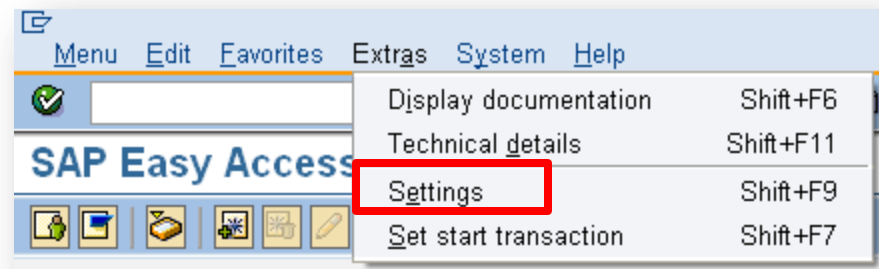 Menu Edit Favorites Extras System Help
Display documentation Shift+F6
Technical details Shift+F11
SAP Easy Access
Settings Shift+F9
Set start transaction Shift+F7